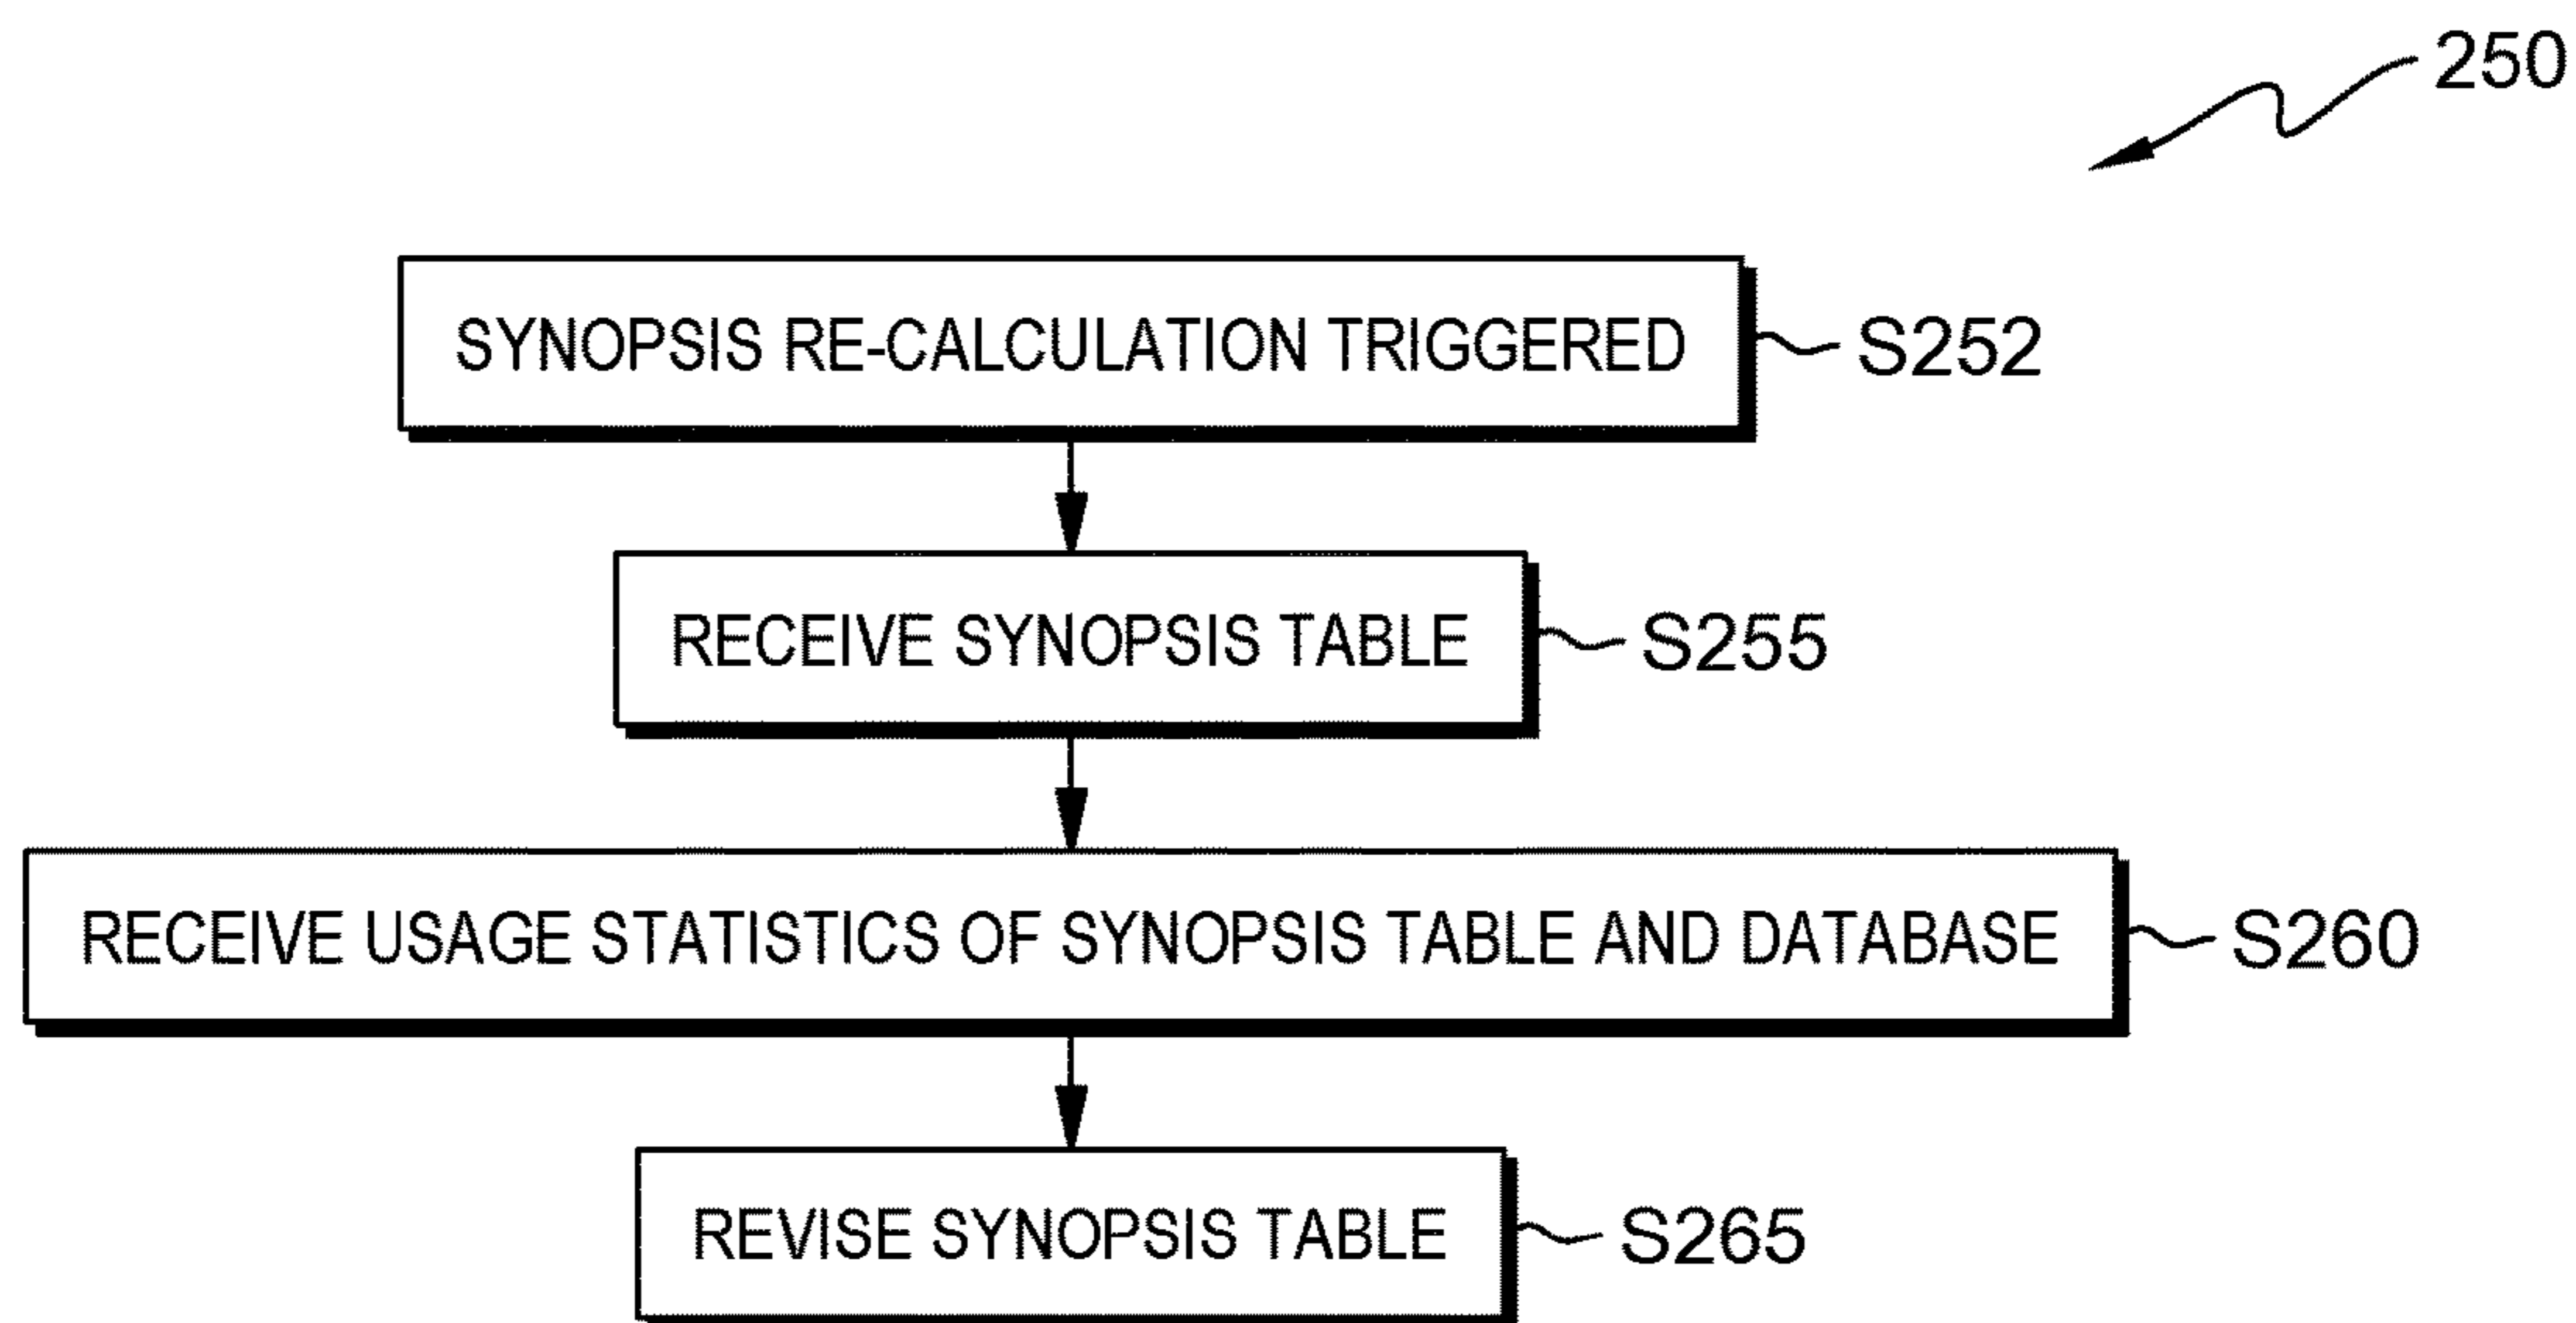 250
SYNOPSIS RE-CALCULATION TRIGGERED S252
RECEIVE SYNOPSIS TABLE S255
RECEIVE USAGE STATISTICS OF SYNOPSIS TABLE AND DATABASE S260
REVISE SYNOPSIS TABLE S265